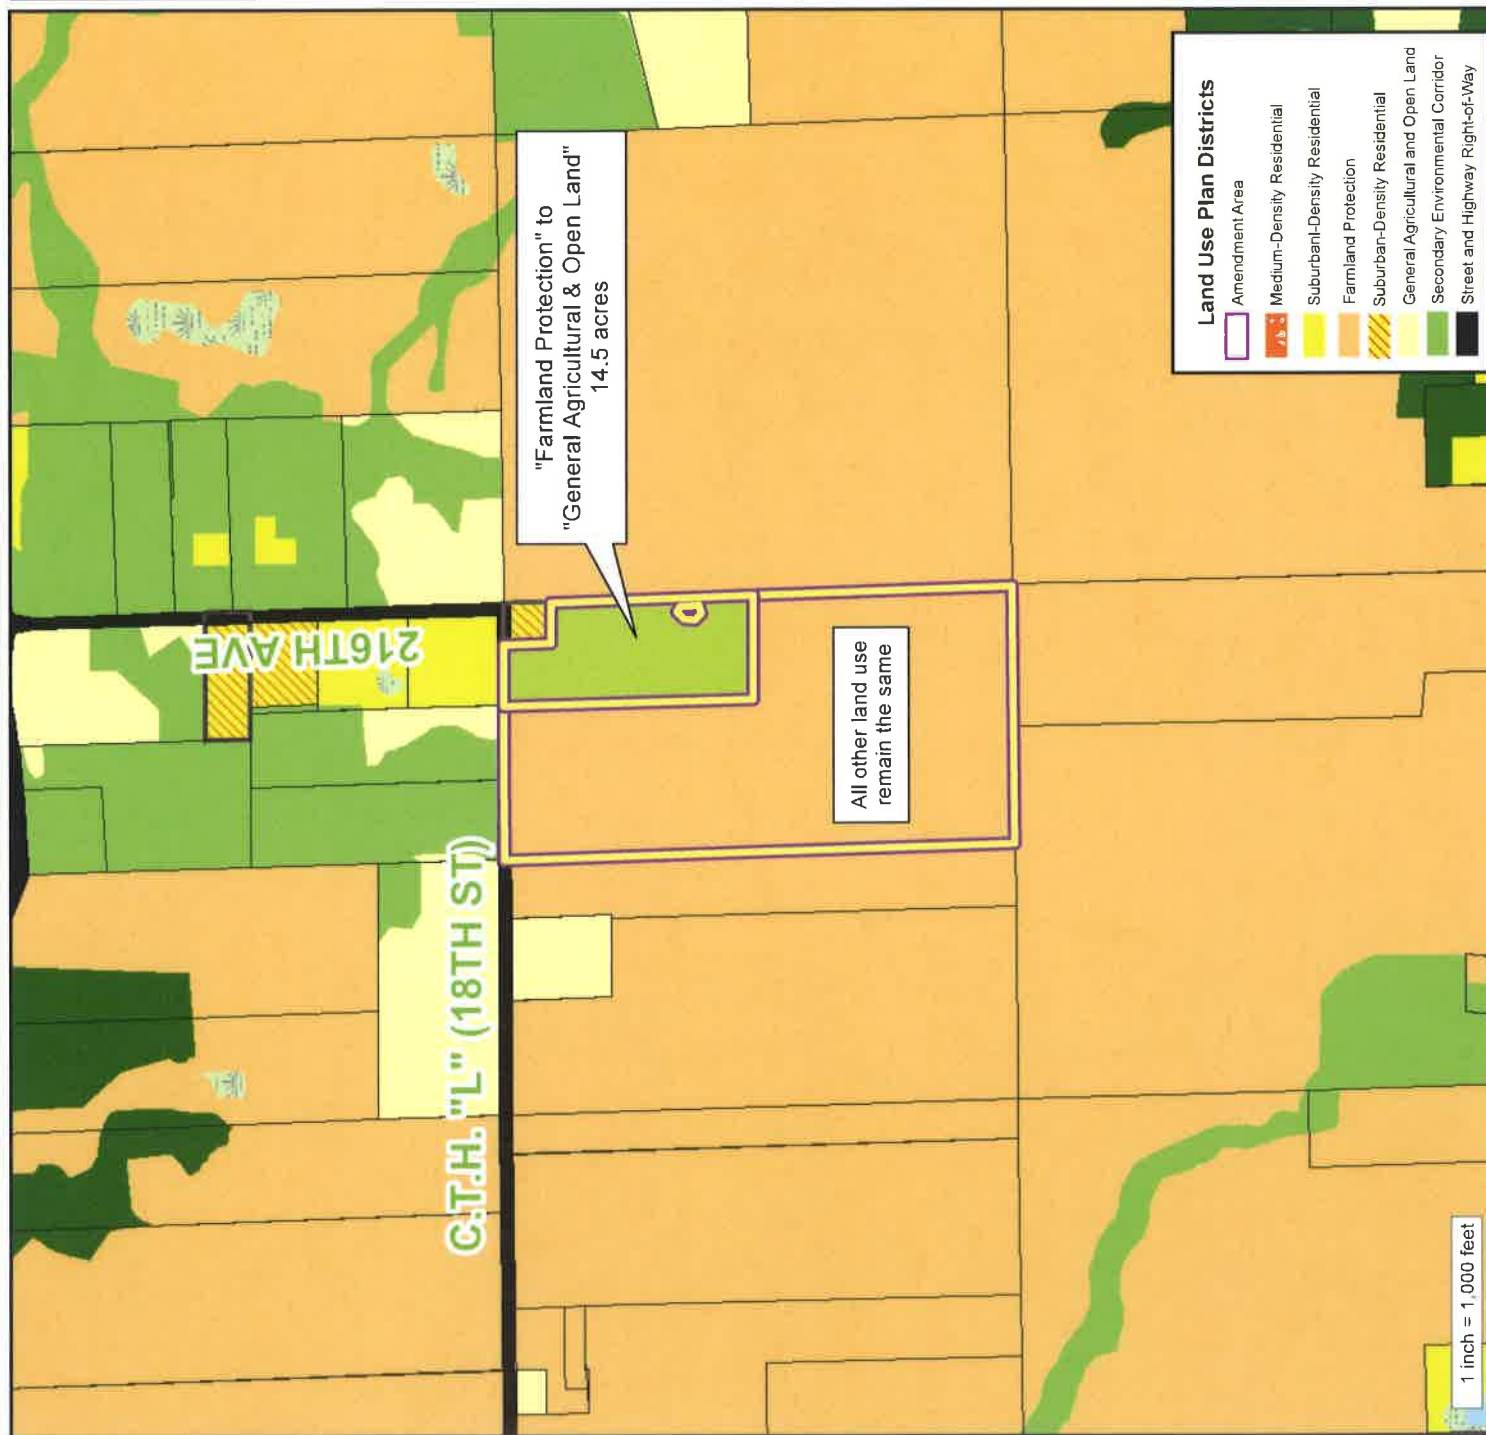 216TH AVE
C.T.H. "L" (18TH ST)
"Farmland Protection" to
"General Agricultural & Open Land"
14.5 acres
All other land use
remain the same
Land Use Plan Districts
Amendment Area
Medium-Density Residential
Suburbanl-Density Residential
Farmland Protection
Suburban-Density Residential
General Agricultural and Open Land
Secondary Environmental Corridor
Street and Highway Right-of-Way
1 inch = 1,000 feet